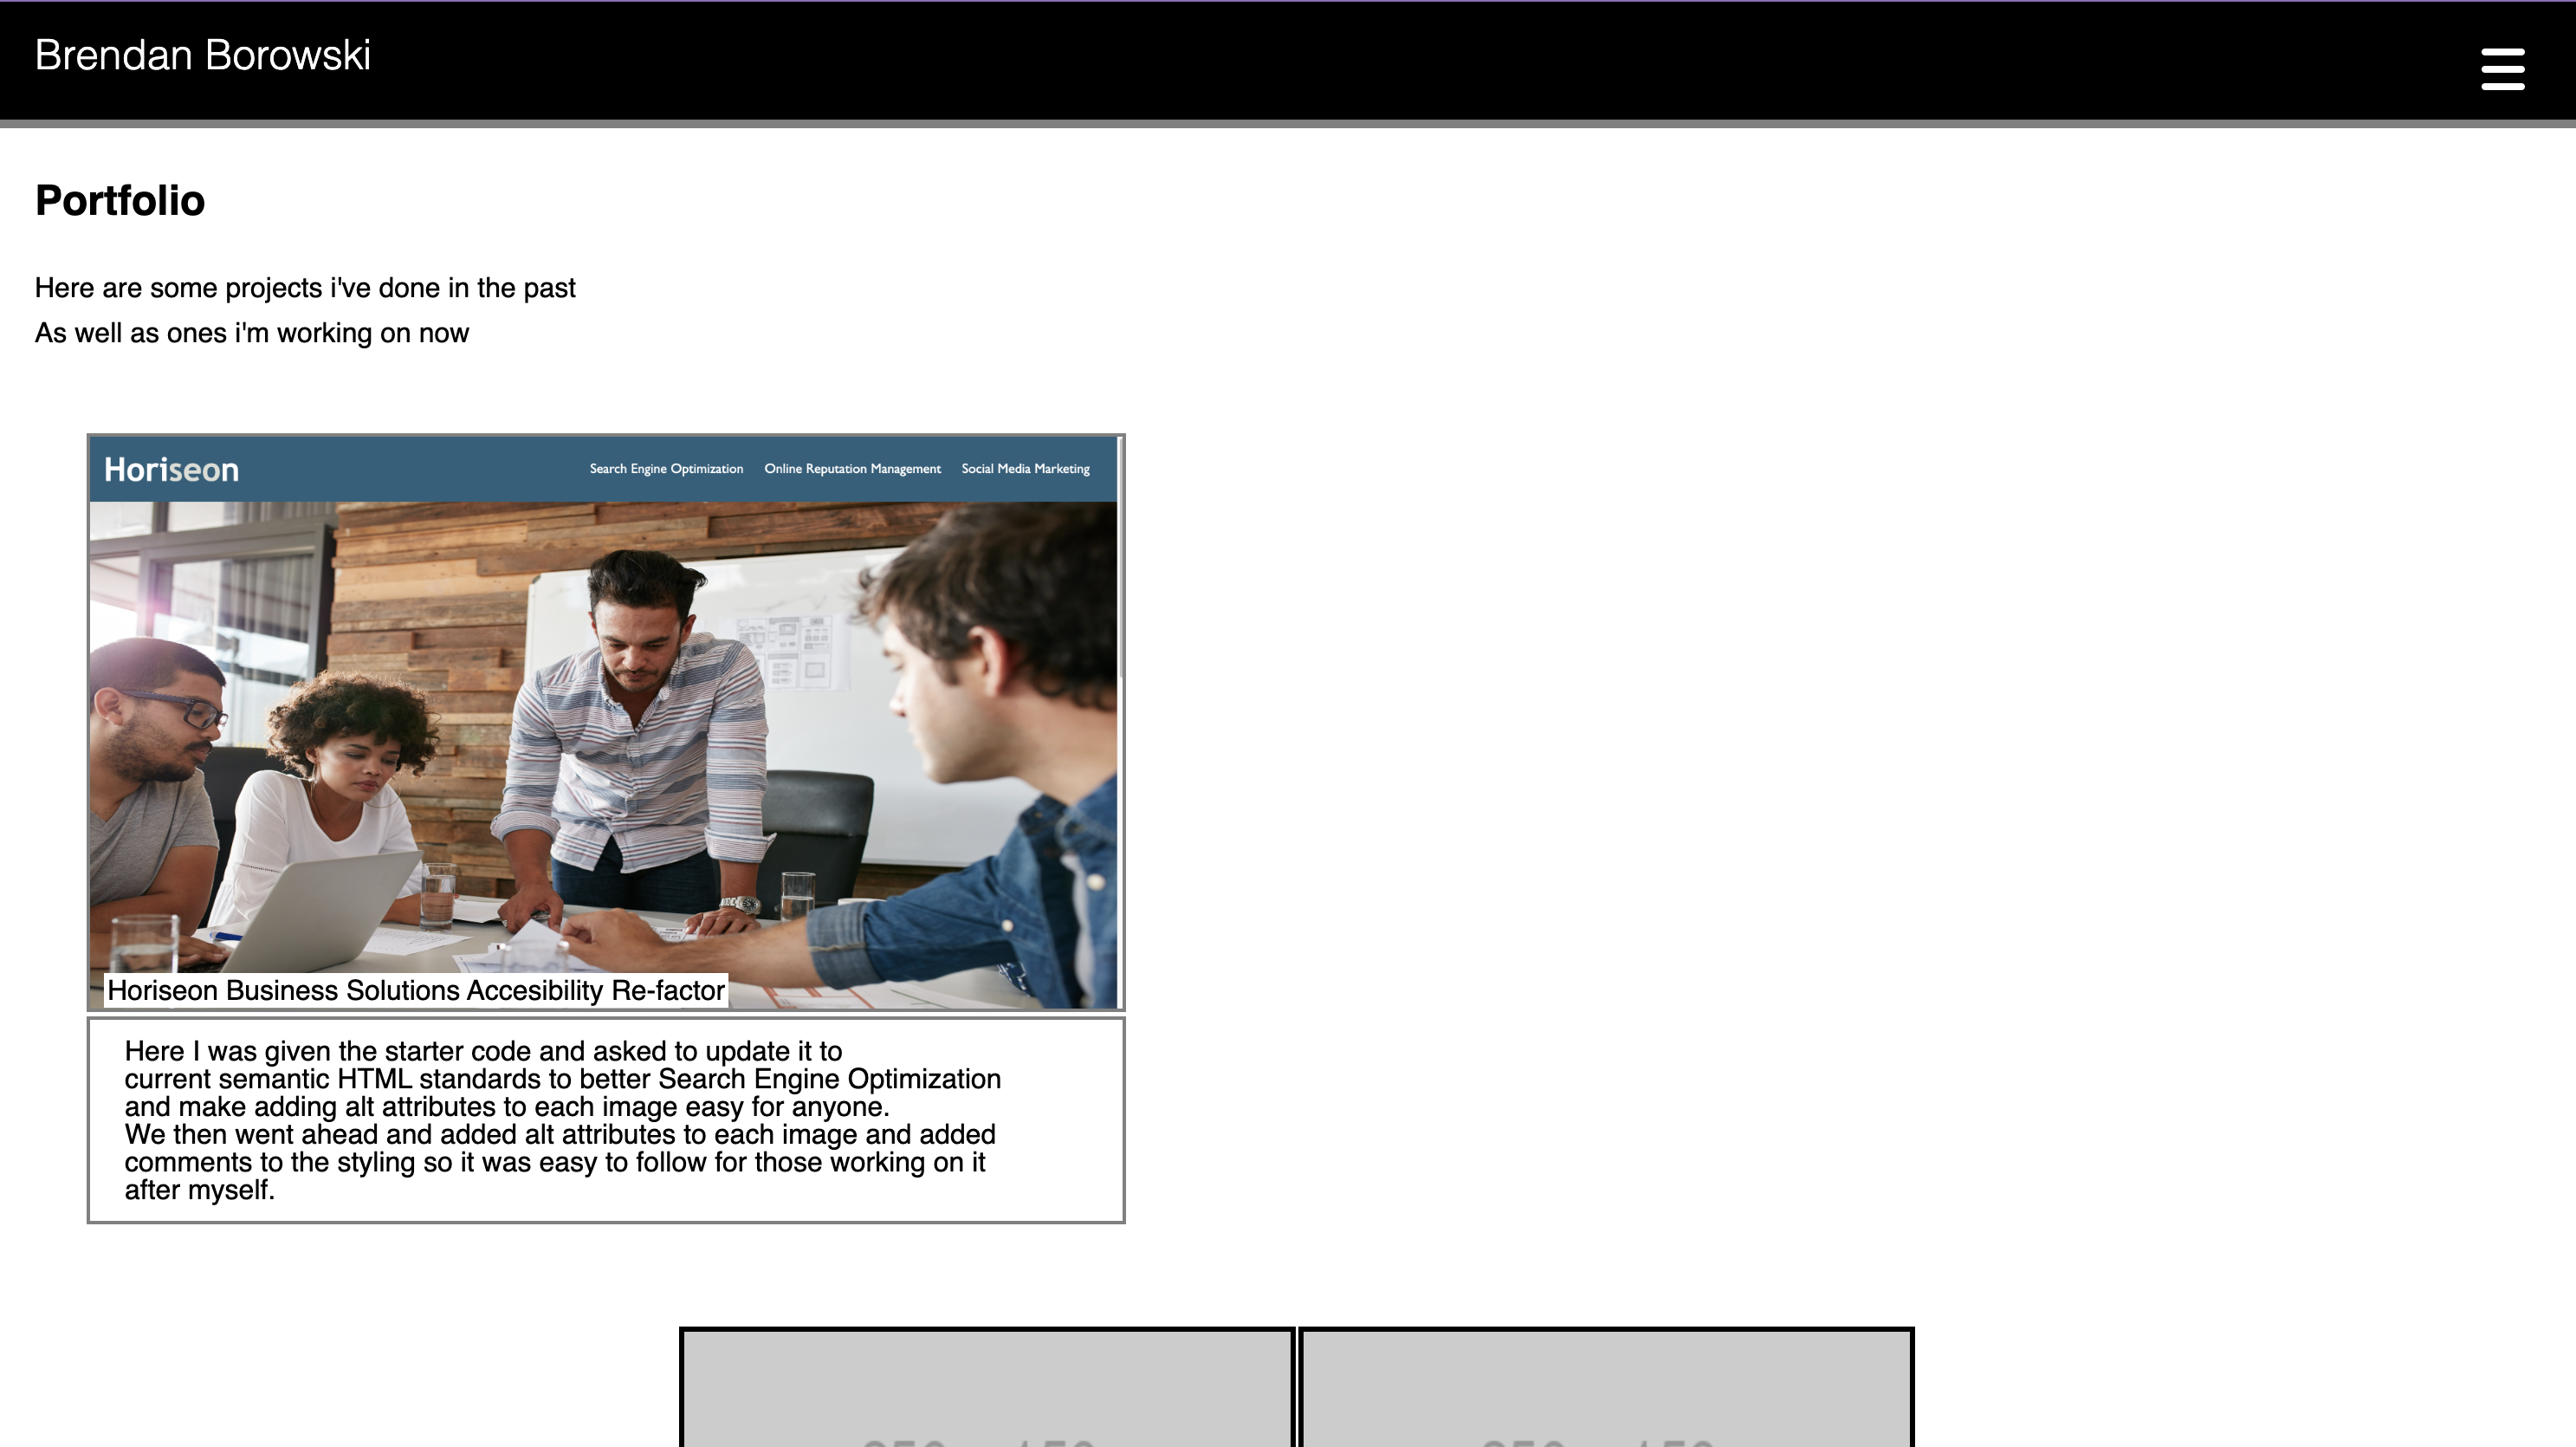 Brendan Borowski
Portfolio
Here are some projects i've done in the past
As well as ones i'm working on now
Horiseon
Search Engine Optimization
Online Reputation Management
Social Media Marketing
Horiseon Business Solutions Accesibility Re-factor
Here I was given the starter code and asked to update it to
current semantic HTML standards to better Search Engine Optimization
and make adding alt attributes to each image easy for anyone.
We then went ahead and added alt attributes to each image and added
comments to the styling so it was easy to follow for those working on it
after myself.